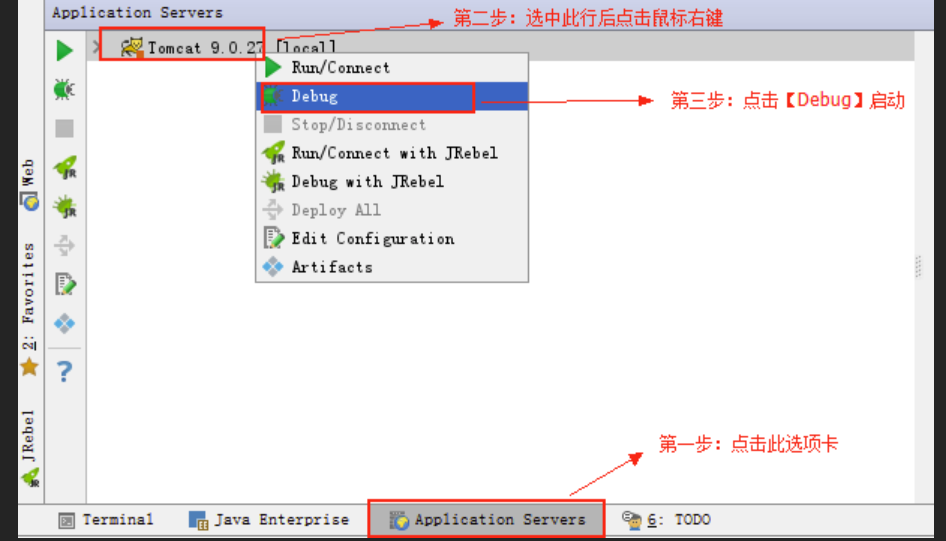 Application Servers
第二步：选中此行后点击鼠标右键
Tomcat 9.0.27 [local]
Run/Connect
Debug
第三步：点击【Debug】启动
Stop/Disconnect
Run/Connect with JRebel
Debug with JRebel
Deploy All
Edit Configuration
Artifacts
Web
2: Favorites
JRebel
第一步：点击此选项卡
Terminal
Java Enterprise
Application Servers
6: TODO